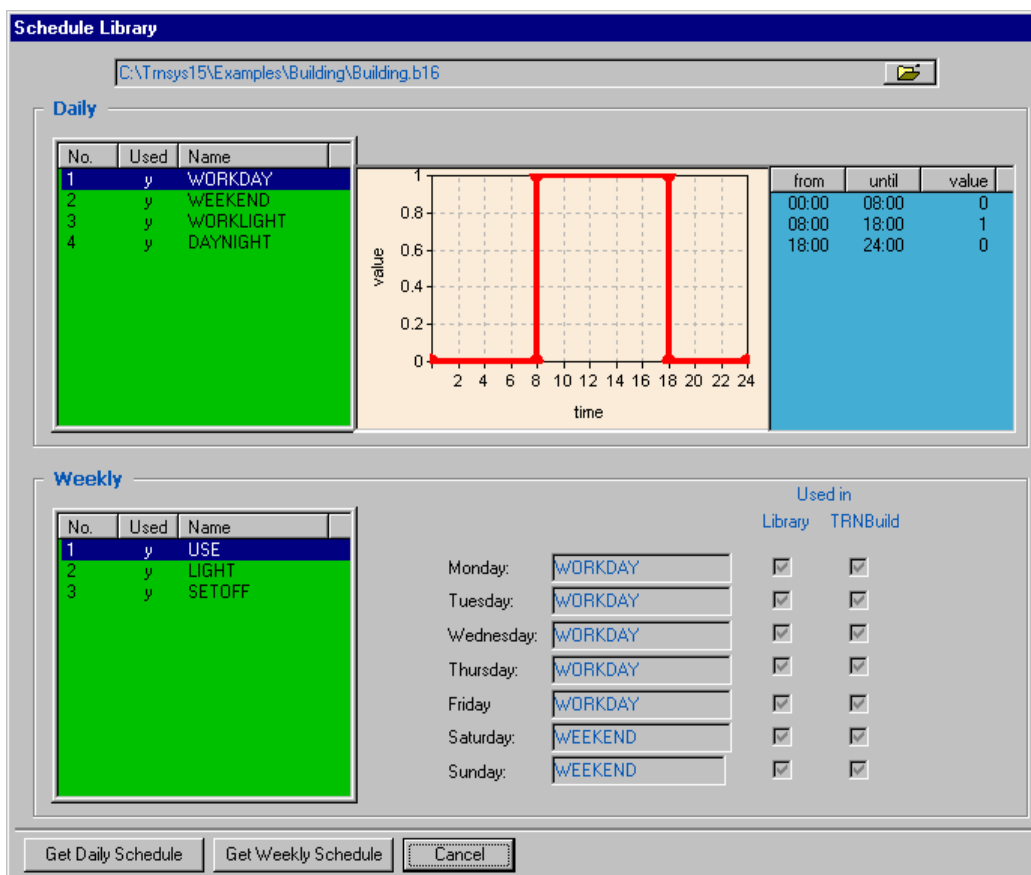 Schedule Library
C:\Trnsys15\Examples\Building\Building.b16
Daily
No. Used Name
1 y WORKDAY
2 y WEEKEND
3 y WORKLIGHT
4 y DAYNIGHT
value
1
0.8
0.6
0.4
0.2
0
2 4 6 8 10 12 14 16 18 20 22 24
time
from until value
00:00 08:00 0
08:00 18:00 1
18:00 24:00 0
Weekly
No. Used Name
1 y USE
2 y LIGHT
3 y SETOFF
Used in
Library TRNBuild
Monday: WORKDAY
Tuesday: WORKDAY
Wednesday: WORKDAY
Thursday: WORKDAY
Friday WORKDAY
Saturday: WEEKEND
Sunday: WEEKEND
Get Daily Schedule Get Weekly Schedule Cancel